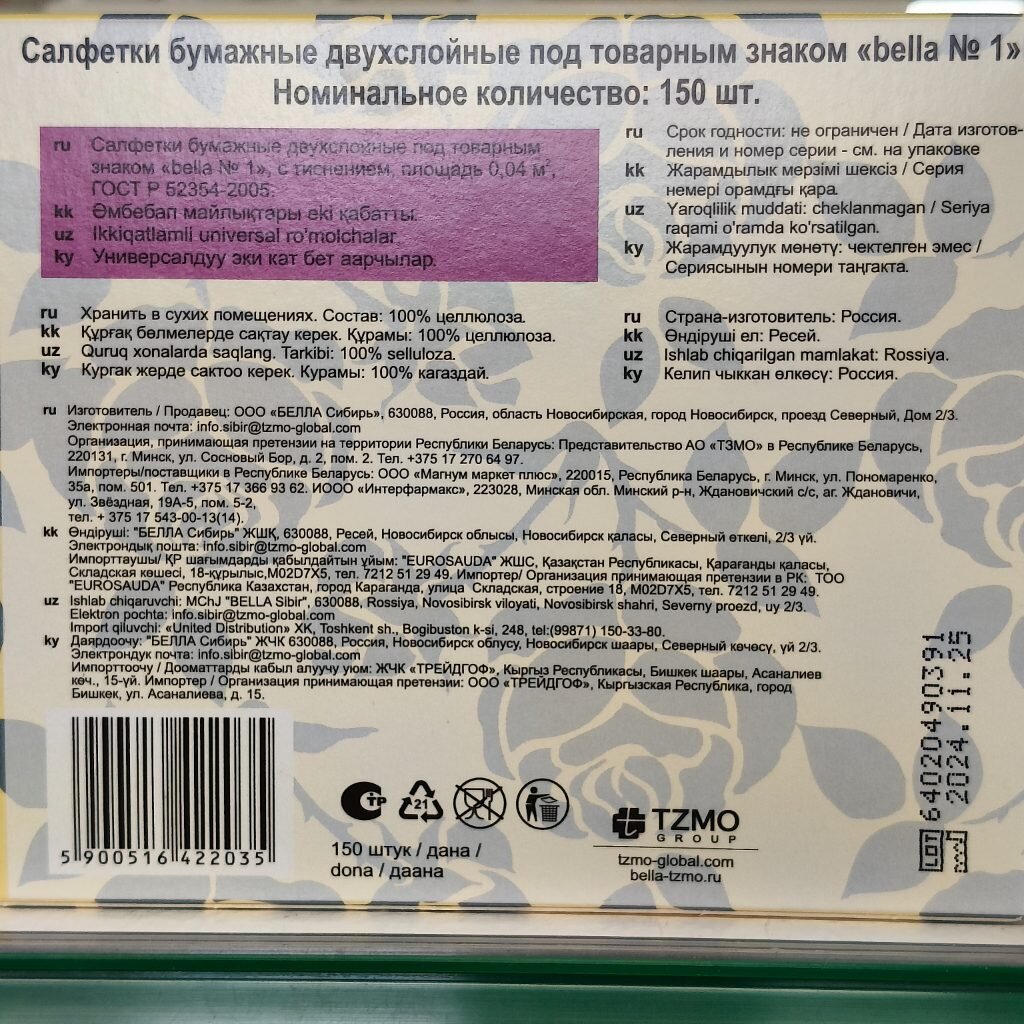 Салфетки бумажные двухслойные под товарным знаком «bella № 1»
Номинальное количество: 150 шт.
ru Салфетки бумажные двухслойные под товарным
знаком «bella № 1», с тиснением, площадь 0,04 м²,
ГОСТ Р 52354-2005.
kk Әмбебап майлықтары екі қабатты.
uz Ikkiqatlamli universal ro'molchalar
ky Универсалдуу эки кат бет аарчылар.
ru Срок годности: не ограничен / Дата изготов-
ления и номер серии - см. на упаковке
kk Жарамдылық мерзімі шексіз / Серия
немері орамдғы қара.
uz Yaroqlilik muddati: cheklanmagan / Seriya
raqami o'ramda ko'rsatilgan.
ky Жарамдуулук мөнөтү: чектелген эмес /
Сериясынын номери таңгакта.
ru Хранить в сухих помещениях. Состав: 100% целлюлоза.
kk Құрғақ бөлмелерде сақтау керек. Құрамы: 100% целлюлоза.
uz Quruq xonalarda saqlang. Tarkibi: 100% selluloza.
ky Кургак жерде сактоо керек. Курамы: 100% кагаздай.
ru Страна-изготовитель: Россия.
kk Өндіруші ел: Ресей.
uz Ishlab chiqarilgan mamlakat: Rossiya.
ky Келип чыккан өлкөсү: Россия.
ru Изготовитель / Продавец: ООО «БЕЛЛА Сибирь», 630088, Россия, область Новосибирская, город Новосибирск, проезд Северный, Дом 2/3.
Электронная почта: info.sibir@tzmo-global.com
Организация, принимающая претензии на территории Республики Беларусь: Представительство АО «ТЗМО» в Республике Беларусь,
220131, г. Минск, ул. Сосновый Бор, д. 2, пом. 2. Тел. +375 17 270 64 97.
Импортеры/поставщики в Республике Беларусь: ООО «Магнум маркет плюс», 220015, Республика Беларусь, г. Минск, ул. Пономаренко,
35а, пом. 501. Тел. +375 17 366 93 62. ИООО «Интерфармакс», 223028, Минская обл. Минский р-н, Ждановичский с/с, аг. Ждановичи,
ул. Звёздная, 19А-5, пом. 5-2,
тел. + 375 17 543-00-13(14).
kk Өндіруші: "БЕЛЛА Сибирь" ЖШҚ, 630088, Ресей, Новосибирск облысы, Новосибирск қаласы, Северный өткелі, 2/3 үй.
Электрондық пошта: info.sibir@tzmo-global.com
Импорттаушы/ ҚР шағымдарды қабылдайтын ұйым: "EUROSAUDA" ЖШС, Қазақстан Республикасы, Қарағанды қаласы,
Складская көшесі, 18-құрылыс,M02D7X5, тел. 7212 51 29 49. Импортер/ Организация принимающая претензии в РК: ТОО
"EUROSAUDA" Республика Казахстан, город Караганда, улица Складская, строение 18, M02D7X5, тел. 7212 51 29 49.
uz Ishlab chiqaruvchi: MChJ "BELLA Sibir", 630088, Rossiya, Novosibirsk viloyati, Novosibirsk shahri, Severny proezd, uy 2/3.
Elektron pochta: info.sibir@tzmo-global.com
Import qiluvchi: «United Distribution» XK, Toshkent sh., Bogibuston k-si, 248, tel:(99871) 150-33-80.
ky Даярдоочу: "БЕЛЛА Сибирь" ЖЧК 630088, Россия, Новосибирск облусу, Новосибирск шаары, Северный көчөсү, үй 2/3.
Электрондук почта: info.sibir@tzmo-global.com
Импорттоочу / Дооматтарды кабыл алуучу уюм: ЖЧК «ТРЕЙДГОФ», Кыргыз Республикасы, Бишкек шаары, Асаналиев
көч., 15-уй. Импортер / Организация принимающая претензии: ООО «ТРЕЙДГОФ», Кыргызская Республика, город
Бишкек, ул. Асаналиева, д. 15.
5 900516 422035
21
150 штук / дана /
dona / даана
TZMO
GROUP
tzmo-global.com
bella-tzmo.ru
LOT 64020490391
2024.11.25